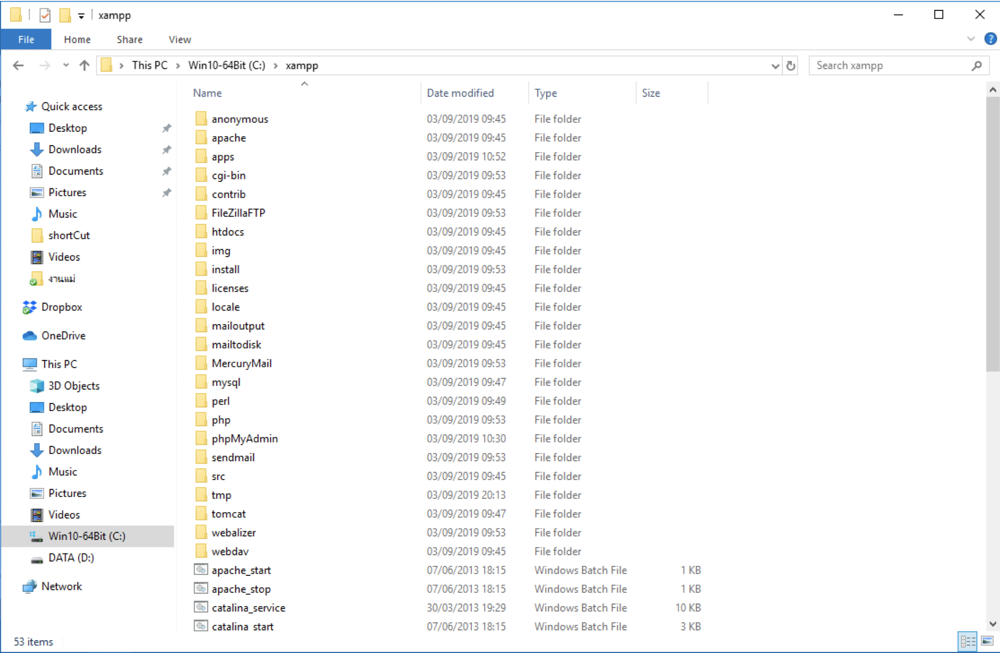 xampp
File Home Share View
This PC Win10-64Bit (C:) xampp Search xampp
Quick access
Desktop
Downloads
Documents
Pictures
Music
shortCut
Videos
งานแม่
Dropbox
OneDrive
This PC
3D Objects
Desktop
Documents
Downloads
Music
Pictures
Videos
Win10-64Bit (C:)
DATA (D:)
Network
Name Date modified Type Size
anonymous 03/09/2019 09:45 File folder
apache 03/09/2019 09:45 File folder
apps 03/09/2019 10:52 File folder
cgi-bin 03/09/2019 09:53 File folder
contrib 03/09/2019 09:45 File folder
FileZillaFTP 03/09/2019 09:53 File folder
htdocs 03/09/2019 09:45 File folder
img 03/09/2019 09:45 File folder
install 03/09/2019 09:53 File folder
licenses 03/09/2019 09:45 File folder
locale 03/09/2019 09:45 File folder
mailoutput 03/09/2019 09:45 File folder
mailtodisk 03/09/2019 09:45 File folder
MercuryMail 03/09/2019 09:53 File folder
mysql 03/09/2019 09:47 File folder
perl 03/09/2019 09:49 File folder
php 03/09/2019 09:53 File folder
phpMyAdmin 03/09/2019 10:30 File folder
sendmail 03/09/2019 09:53 File folder
src 03/09/2019 09:45 File folder
tmp 03/09/2019 20:13 File folder
tomcat 03/09/2019 09:47 File folder
webalizer 03/09/2019 09:53 File folder
webdav 03/09/2019 09:45 File folder
apache_start 07/06/2013 18:15 Windows Batch File 1 KB
apache_stop 07/06/2013 18:15 Windows Batch File 1 KB
catalina_service 30/03/2013 19:29 Windows Batch File 10 KB
catalina_start 07/06/2013 18:15 Windows Batch File 3 KB
53 items